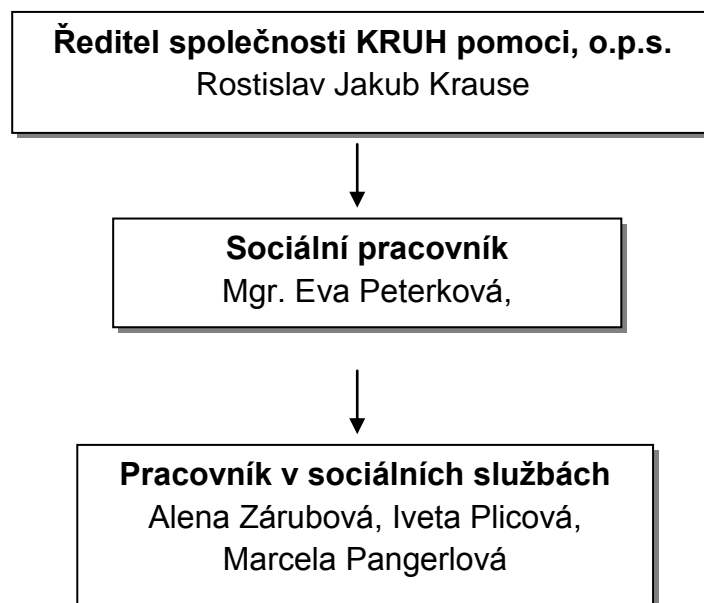 Ředitel společnosti KRUH pomoci, o.p.s.
Rostislav Jakub Krause
Sociální pracovník
Mgr. Eva Peterková,
Pracovník v sociálních službách
Alena Zárubová, Iveta Plicová,
Marcela Pangerlová